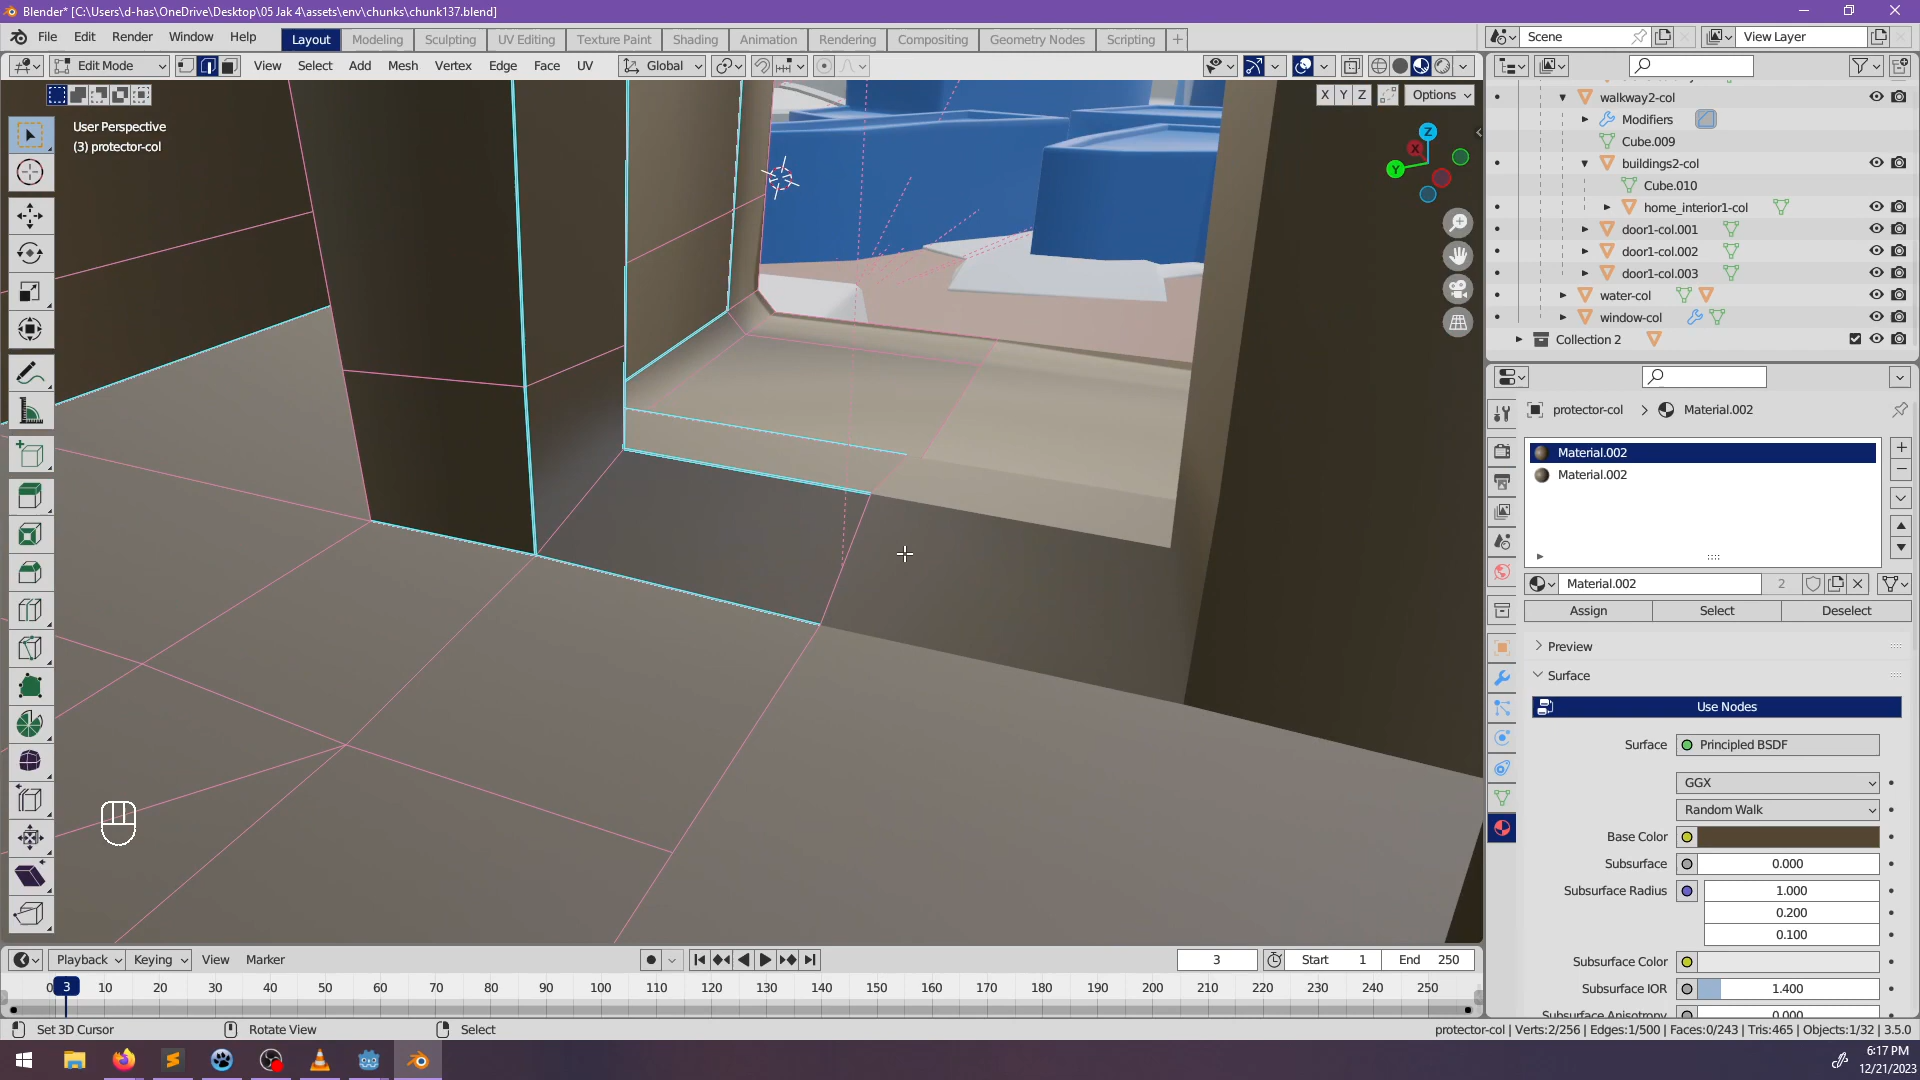 Blender* [C:\Users\d-has\OneDrive\Desktop\05 Jak 4\assets\env\chunks\chunk137.blend]
File Edit Render Window Help Layout Modeling Sculpting UV Editing Texture Paint Shading Animation Rendering Compositing Geometry Nodes Scripting + Scene View Layer
Edit Mode View Select Add Mesh Vertex Edge Face UV Global
X Y Z Options
User Perspective
(3) protector-col
Z
X
Y
walkway2-col
Modifiers
Cube.009
buildings2-col
Cube.010
home_interior1-col
door1-col.001
door1-col.002
door1-col.003
water-col
window-col
Collection 2
protector-col > Material.002
Material.002
Material.002
Material.002 2
Assign Select Deselect
Preview
Surface
Use Nodes
Surface Principled BSDF
GGX
Random Walk
Base Color
Subsurface 0.000
Subsurface Radius 1.000
0.200
0.100
Subsurface Color
Subsurface IOR 1.400
Subsurface Anisotropy 0.000
Playback Keying View Marker 3 Start 1 End 250
0 3 10 20 30 40 50 60 70 80 90 100 110 120 130 140 150 160 170 180 190 200 210 220 230 240 250
Set 3D Cursor Rotate View Select protector-col | Verts:2/256 | Edges:1/500 | Faces:0/243 | Tris:465 | Objects:1/32 | 3.5.0
6:17 PM
12/21/2023